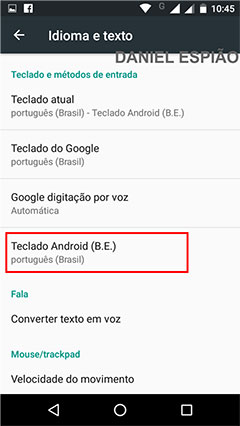 10:45
Idioma e texto
DANIEL ESPIÃO
Teclado e métodos de entrada
Teclado atual
português (Brasil) - Teclado Android (B.E.)
Teclado do Google
português (Brasil)
Google digitação por voz
Automática
Teclado Android (B.E.)
português (Brasil)
Fala
Converter texto em voz
Mouse/trackpad
Velocidade do movimento